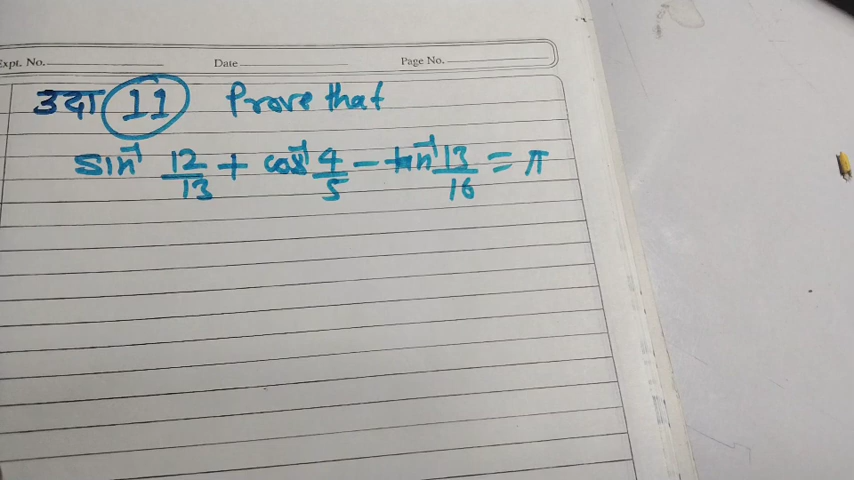 Expt. No. Date Page No.
उदा 11 Prove that
sin⁻¹ 12/13 + cos⁻¹ 4/5 - tan⁻¹ 13/16 = π